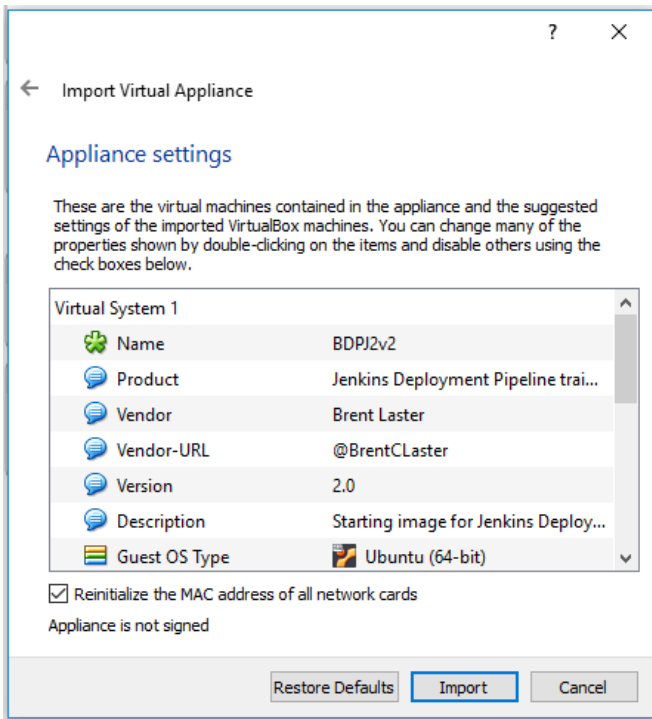 ?
Import Virtual Appliance
Appliance settings
These are the virtual machines contained in the appliance and the suggested
settings of the imported VirtualBox machines. You can change many of the
properties shown by double-clicking on the items and disable others using the
check boxes below.
Virtual System 1
Name BDPJ2v2
Product Jenkins Deployment Pipeline trai...
Vendor Brent Laster
Vendor-URL @BrentCLaster
Version 2.0
Description Starting image for Jenkins Deploy...
Guest OS Type Ubuntu (64-bit)
Reinitialize the MAC address of all network cards
Appliance is not signed
Restore Defaults Import Cancel